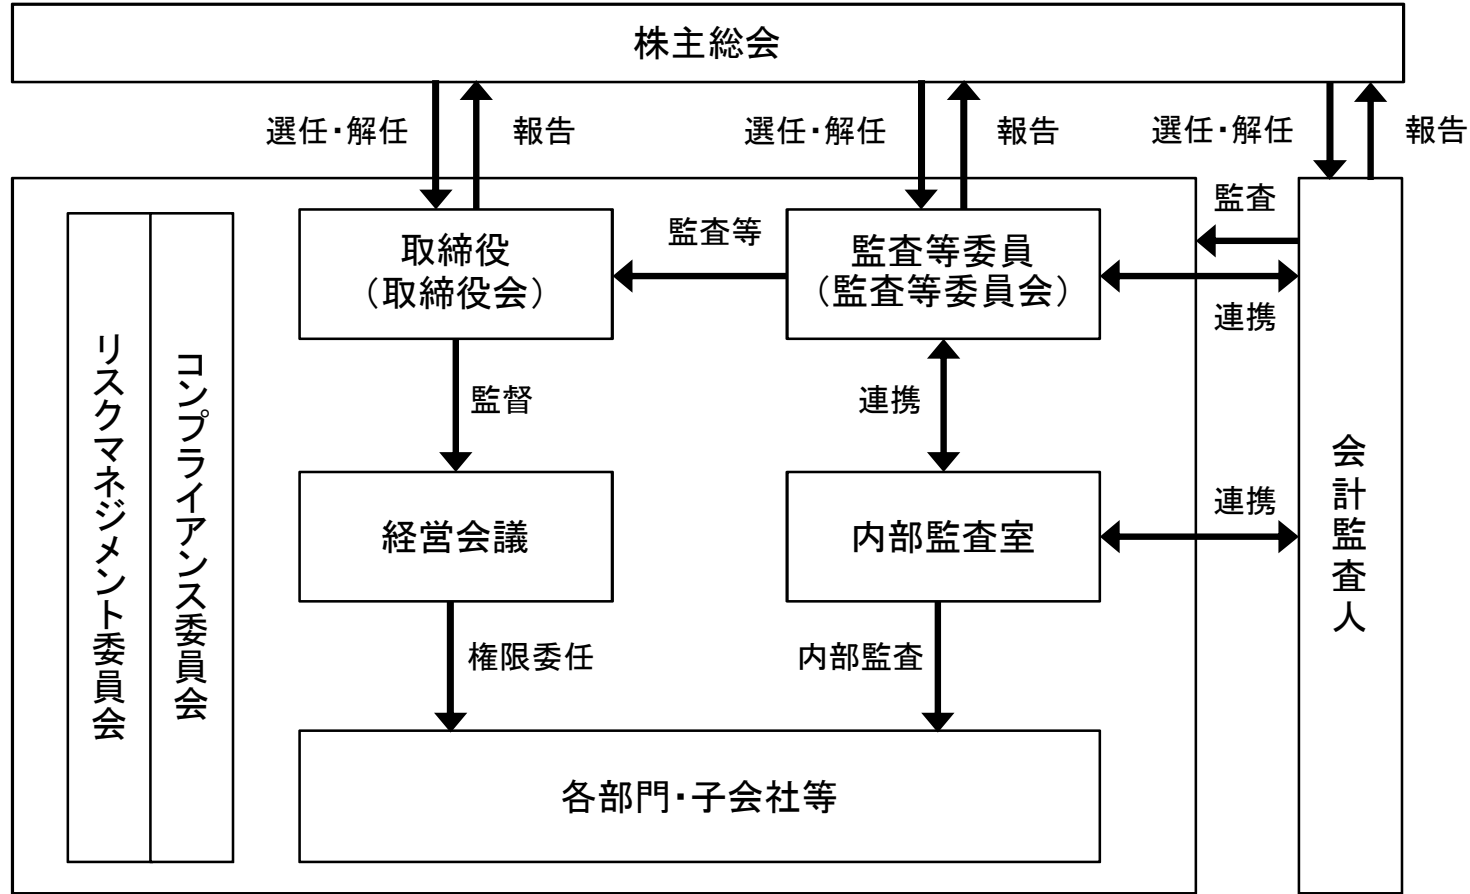 株主総会
選任・解任
報告
選任・解任
報告
選任・解任
報告
リスクマネジメント委員会
コンプライアンス委員会
取締役
（取締役会）
監査等
監査等委員
（監査等委員会）
監査
連携
監督
連携
経営会議
内部監査室
連携
会計監査人
権限委任
内部監査
各部門・子会社等